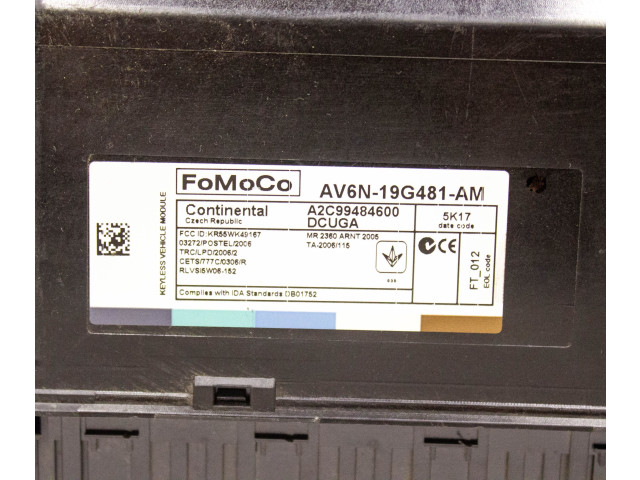 FoMoCo
AV6N-19G481-AM
KEYLESS VEHICLE MODULE
Continental
Czech Republic
A2C99484600
DCUGA
5K17
date code
FCC ID: KR55WK49167
03272/POSTEL/2006
TRC/LPD/2006/2
CETS/777C/0306/R
RLVSI5W06-152
MR 2360 ARNT 2005
TA-2006/115
CE
FT_012
EOL code
Complies with IDA Standards DB01752